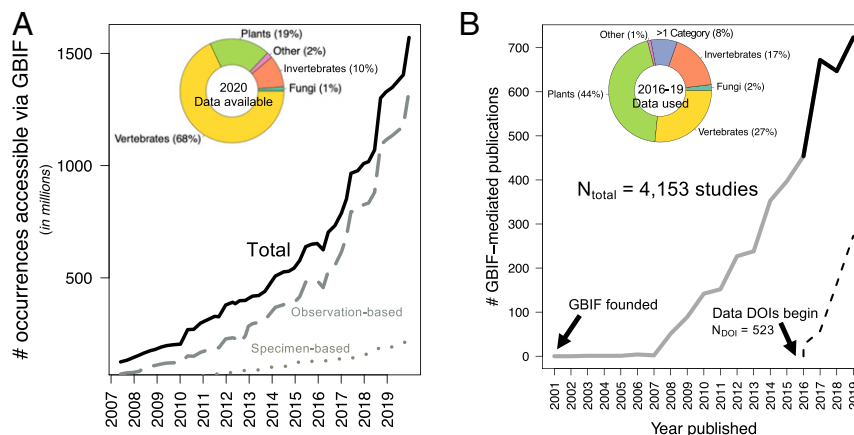 A
# occurrences accessible via GBIF
(in millions)
1500
1000
500
Plants (19%)
Other (2%)
Invertebrates (10%)
Fungi (1%)
Vertebrates (68%)
2020
Data available
Total
Observation-based
Specimen-based
2007
2008
2009
2010
2011
2012
2013
2014
2015
2016
2017
2018
2019
B
# GBIF-mediated publications
700
600
500
400
300
200
100
0
Other (1%)
>1 Category (8%)
Invertebrates (17%)
Fungi (2%)
Plants (44%)
Vertebrates (27%)
2016-19
Data used
Ntotal = 4,153 studies
GBIF founded
Data DOIs begin
NDOI = 523
2001
2002
2003
2004
2005
2006
2007
2008
2009
2010
2011
2012
2013
2014
2015
2016
2017
2018
2019
Year published